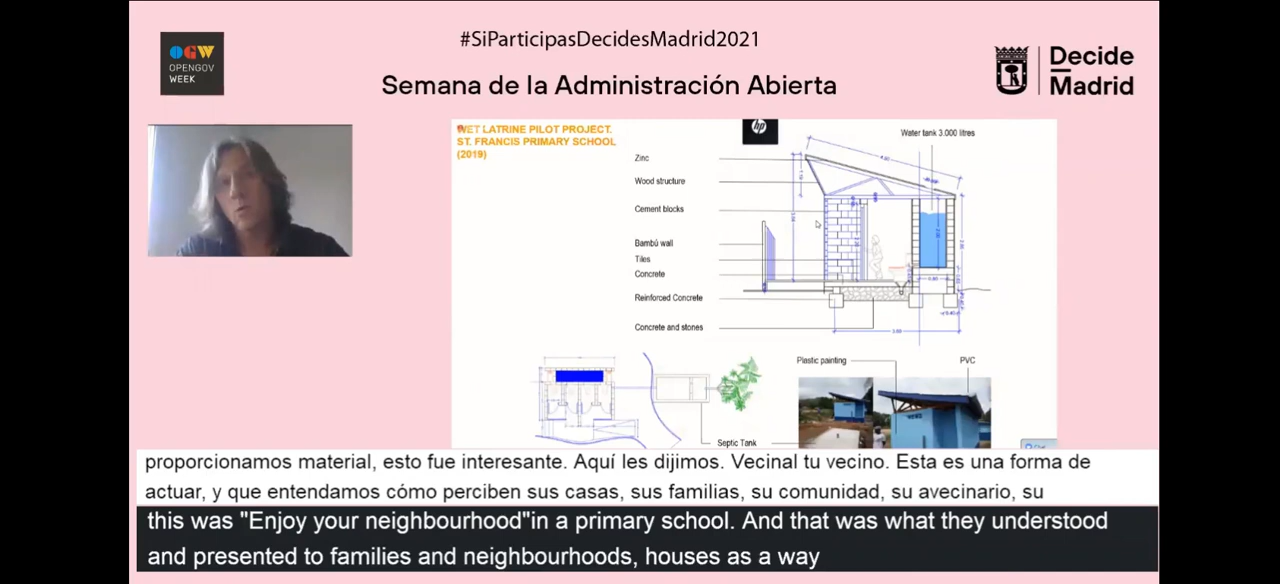 #SiParticipasDecidesMadrid2021
OGW
OPENGOV
WEEK
Semana de la Administración Abierta
Decide
Madrid
WET LATRINE PILOT PROJECT.
ST. FRANCIS PRIMARY SCHOOL
(2019)
hp
Water tank 3.000 litres
Zinc
Wood structure
Cement blocks
Bambú wall
Tiles
Concrete
Reinforced Concrete
Concrete and stones
Plastic painting
PVC
Septic Tank
proporcionamos material, esto fue interesante. Aquí les dijimos. Vecinal tu vecino. Esta es una forma de
actuar, y que entendamos cómo perciben sus casas, sus familias, su comunidad, su avecinario, su
this was "Enjoy your neighbourhood"in a primary school. And that was what they understood
and presented to families and neighbourhoods, houses as a way